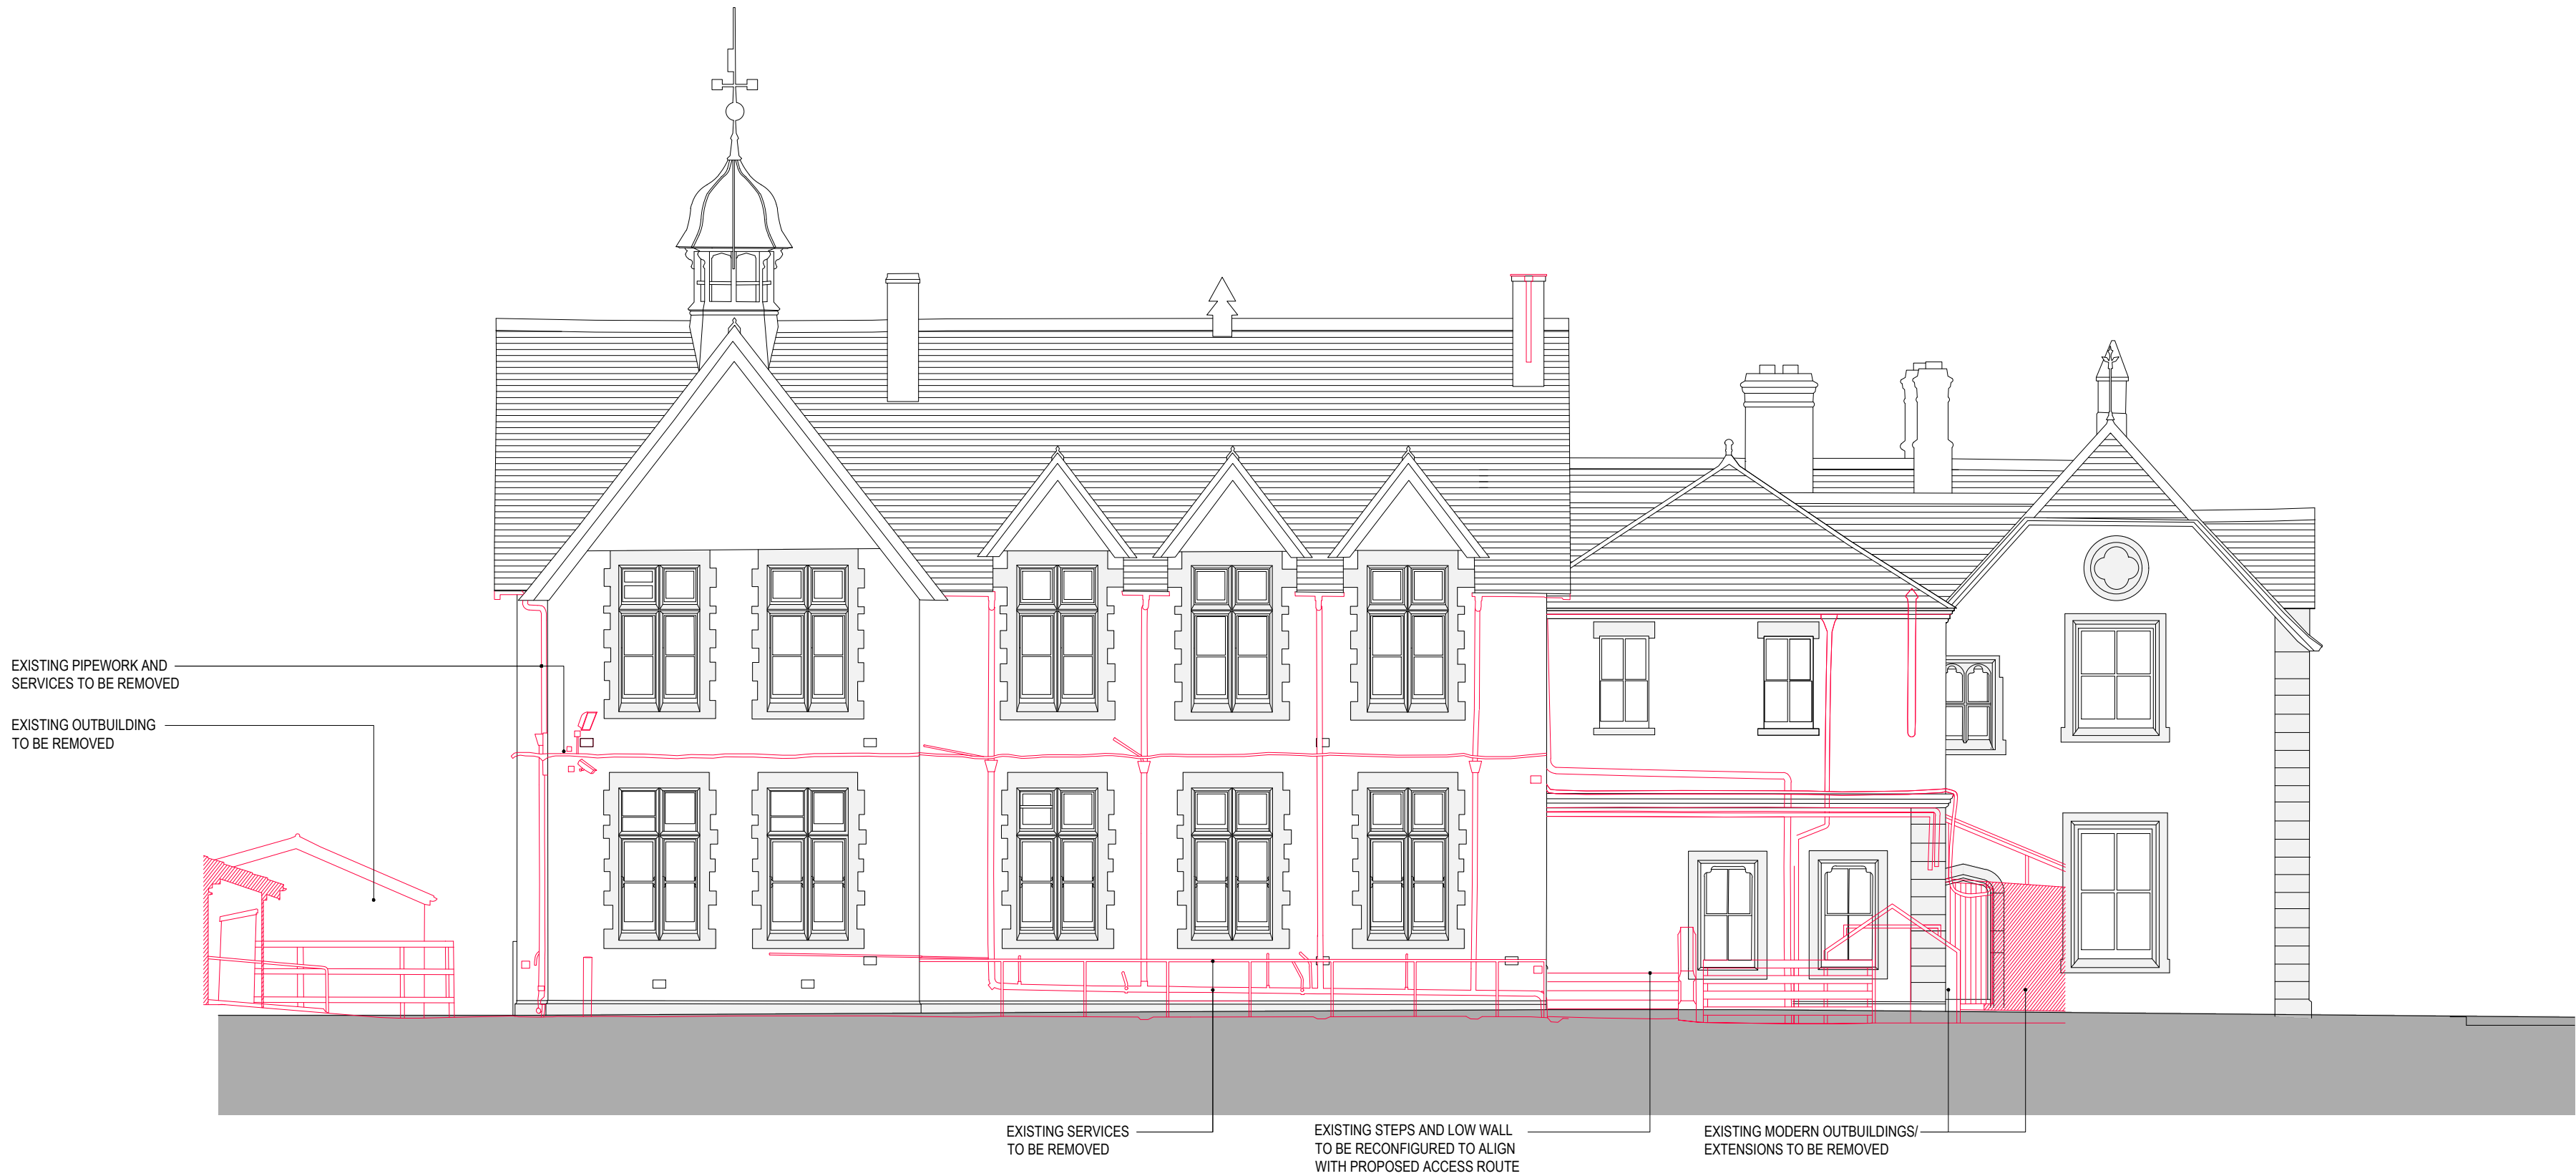 EXISTING PIPEWORK AND
SERVICES TO BE REMOVED
EXISTING OUTBUILDING
TO BE REMOVED
EXISTING SERVICES
TO BE REMOVED
EXISTING STEPS AND LOW WALL
TO BE RECONFIGURED TO ALIGN
WITH PROPOSED ACCESS ROUTE
EXISTING MODERN OUTBUILDINGS/
EXTENSIONS TO BE REMOVED